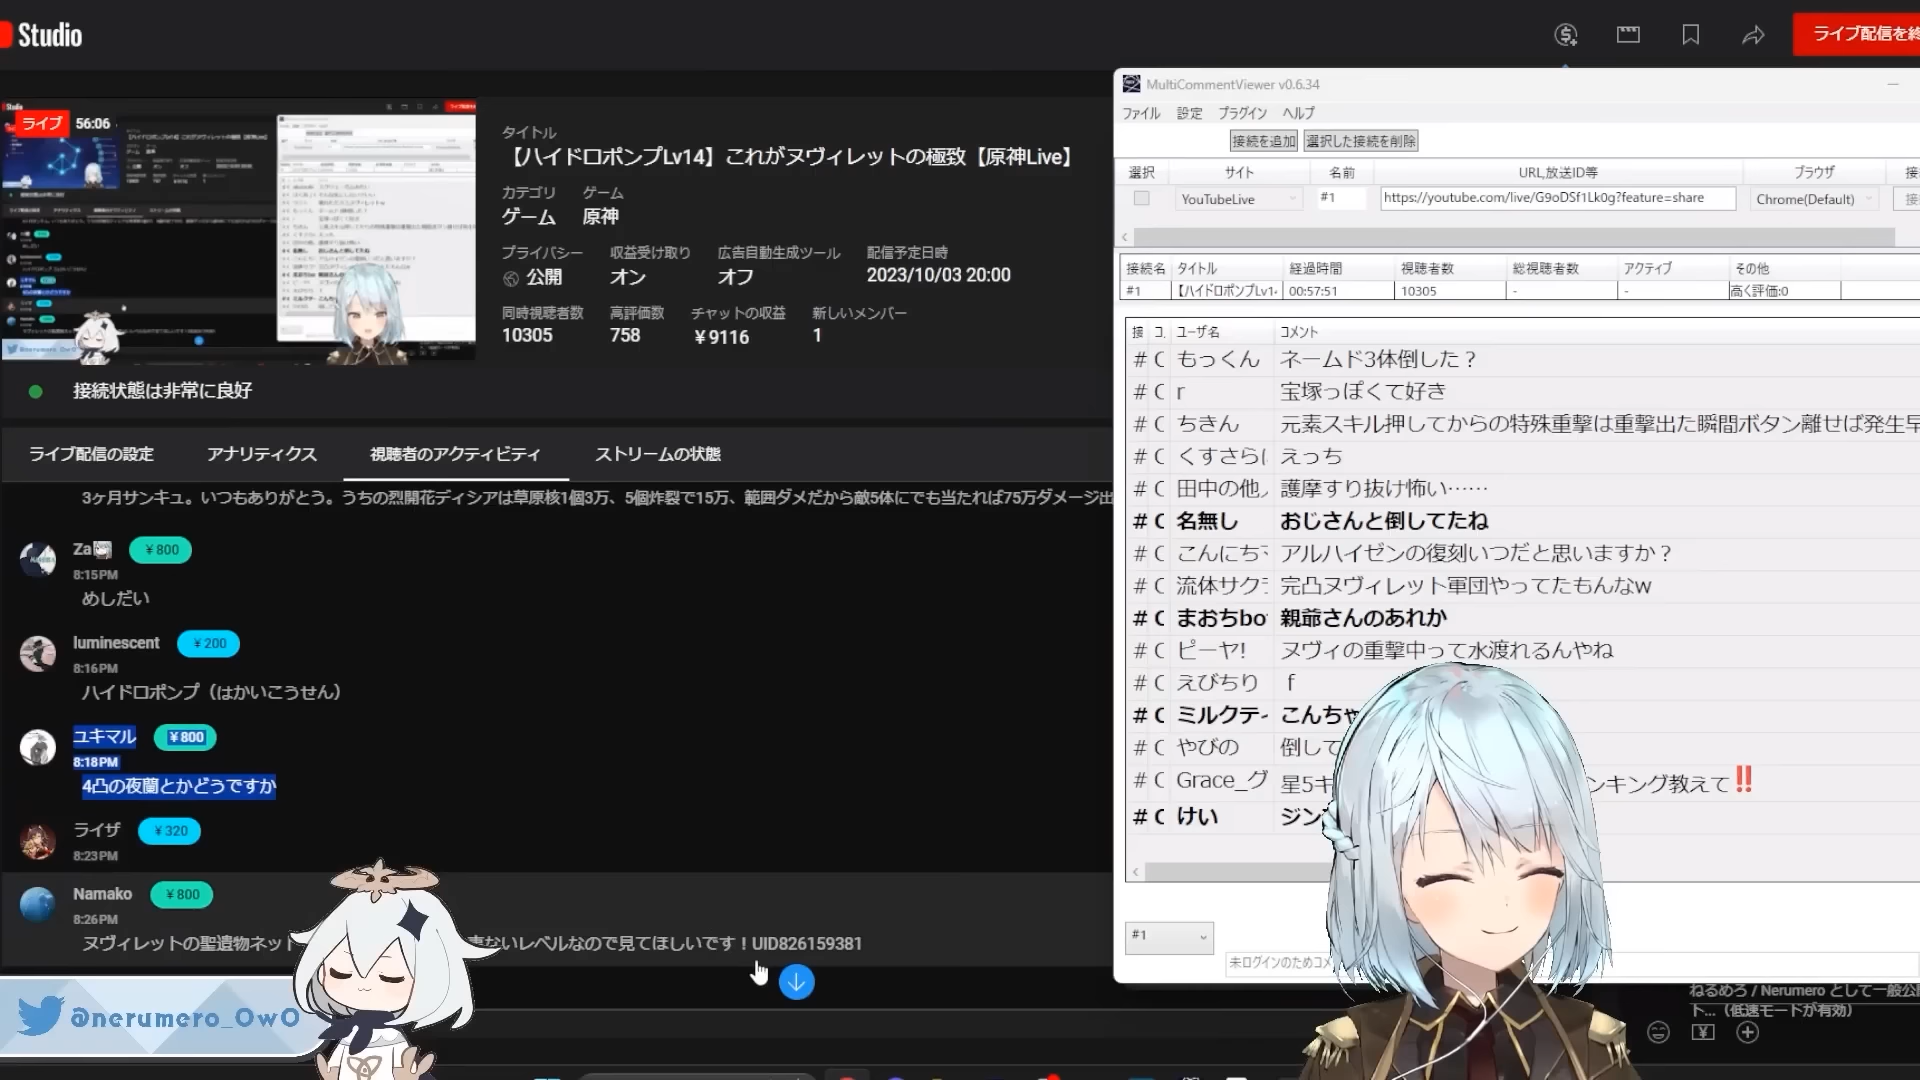 Studio
ライブ配信を終
ライブ
56:06
タイトル
【ハイドロポンプLv14】これがヌヴィレットの極致【原神Live】
カテゴリ ゲーム
ゲーム 原神
プライバシー 収益受け取り 広告自動生成ツール 配信予定日時
公開 オン オフ 2023/10/03 20:00
同時視聴者数 高評価数 チャットの収益 新しいメンバー
10305 758 ￥9116 1
接続状態は非常に良好
ライブ配信の設定 アナリティクス 視聴者のアクティビティ ストリームの状態
3ヶ月サンキュ。いつもありがとう。うちの烈開花ディシアは草原核1個3万、5個炸裂で15万、範囲ダメだから敵5体にでも当たれば75万ダメージ出
Za ￥800
8:15PM
めしだい
luminescent ￥200
8:16PM
ハイドロポンプ（はかいこうせん）
ユキマル ￥800
8:18PM
4凸の夜蘭とかどうですか
ライザ ￥320
8:23PM
Namako ￥800
8:26PM
ヌヴィレットの聖遺物ネット ないレベルなので見てほしいです！UID826159381
@nerumero_OwO
MultiCommentViewer v0.6.34
ファイル 設定 プラグイン ヘルプ
接続を追加 選択した接続を削除
選択 サイト 名前 URL,放送ID等 ブラウザ 接
YouTubeLive #1 https://youtube.com/live/G9oDSf1Lk0g?feature=share Chrome(Default) 接
接続名 タイトル 経過時間 視聴者数 総視聴者数 アクティブ その他
#1 【ハイドロポンプLv1 00:57:51 10305 - - 高く評価:0
接 コ. ユーザ名 コメント
# C もっくん ネームド3体倒した？
# C r 宝塚っぽくて好き
# C ちきん 元素スキル押してからの特殊重撃は重撃出た瞬間ボタン離せば発生早
# C くすさら えっち
# C 田中の他 護摩すり抜け怖い……
# C 名無し おじさんと倒してたね
# C こんにち アルハイゼンの復刻いつだと思いますか？
# C 流体サク 完凸ヌヴィレット軍団やってたもんなw
# C まおちbo 親爺さんのあれか
# C ピーヤ! ヌヴィの重撃中って水渡れるんやね
# C えびちり f
# C ミルクテ こんちゃ
# C やびの 倒して
# C Grace_グ 星5キ ンキング教えて‼
# C けい ジン
#1
未ログインのためコメ
ねるめろ / Nerumero として一般公
ト...（低速モードが有効）